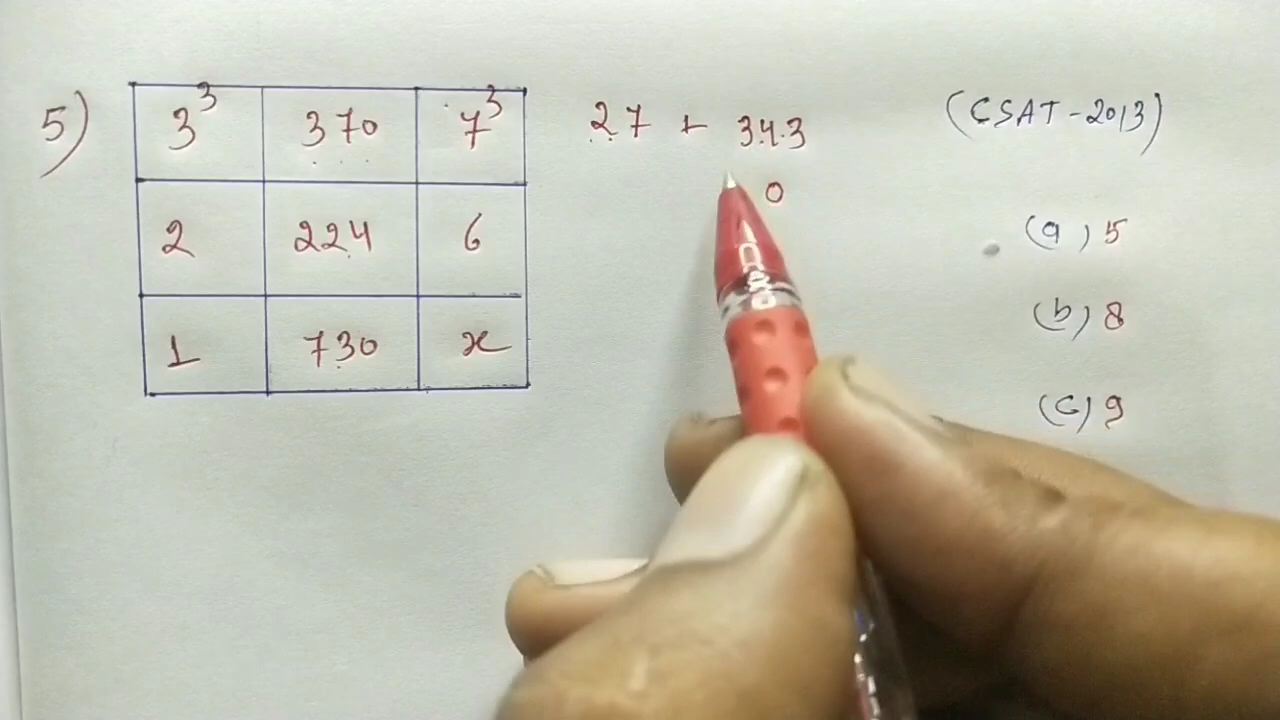 5) 3³ 370 7³ 27 + 343 (CSAT-2013)
0
2 224 6 (a) 5
1 730 x (b) 8
(c) 9